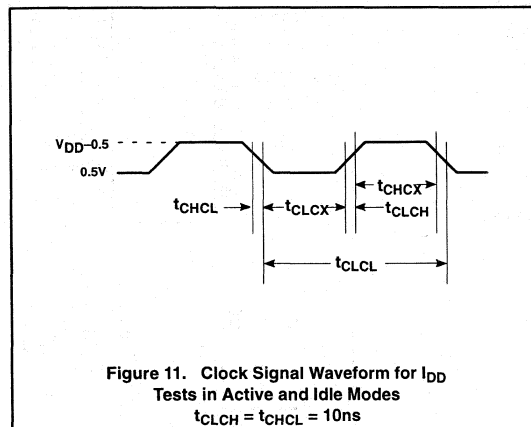 VDD–0.5
0.5V
tCHCX
tCHCL
tCLCX
tCLCH
tCLCL
Figure 11. Clock Signal Waveform for IDD
Tests in Active and Idle Modes
tCLCH = tCHCL = 10ns